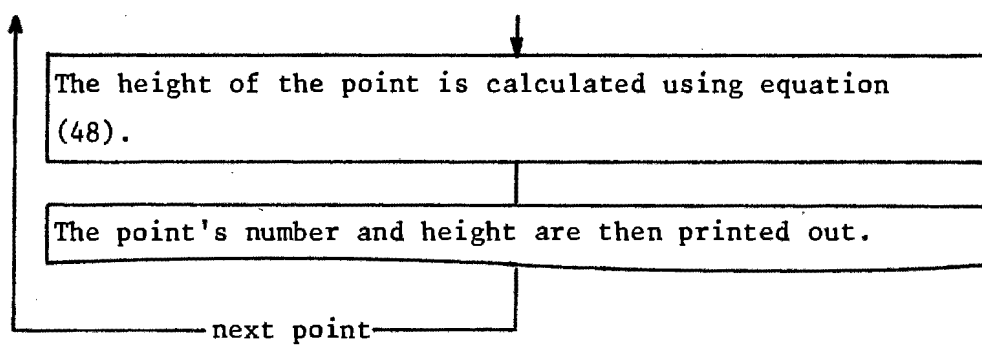 The height of the point is calculated using equation
(48).
The point's number and height are then printed out.
next point